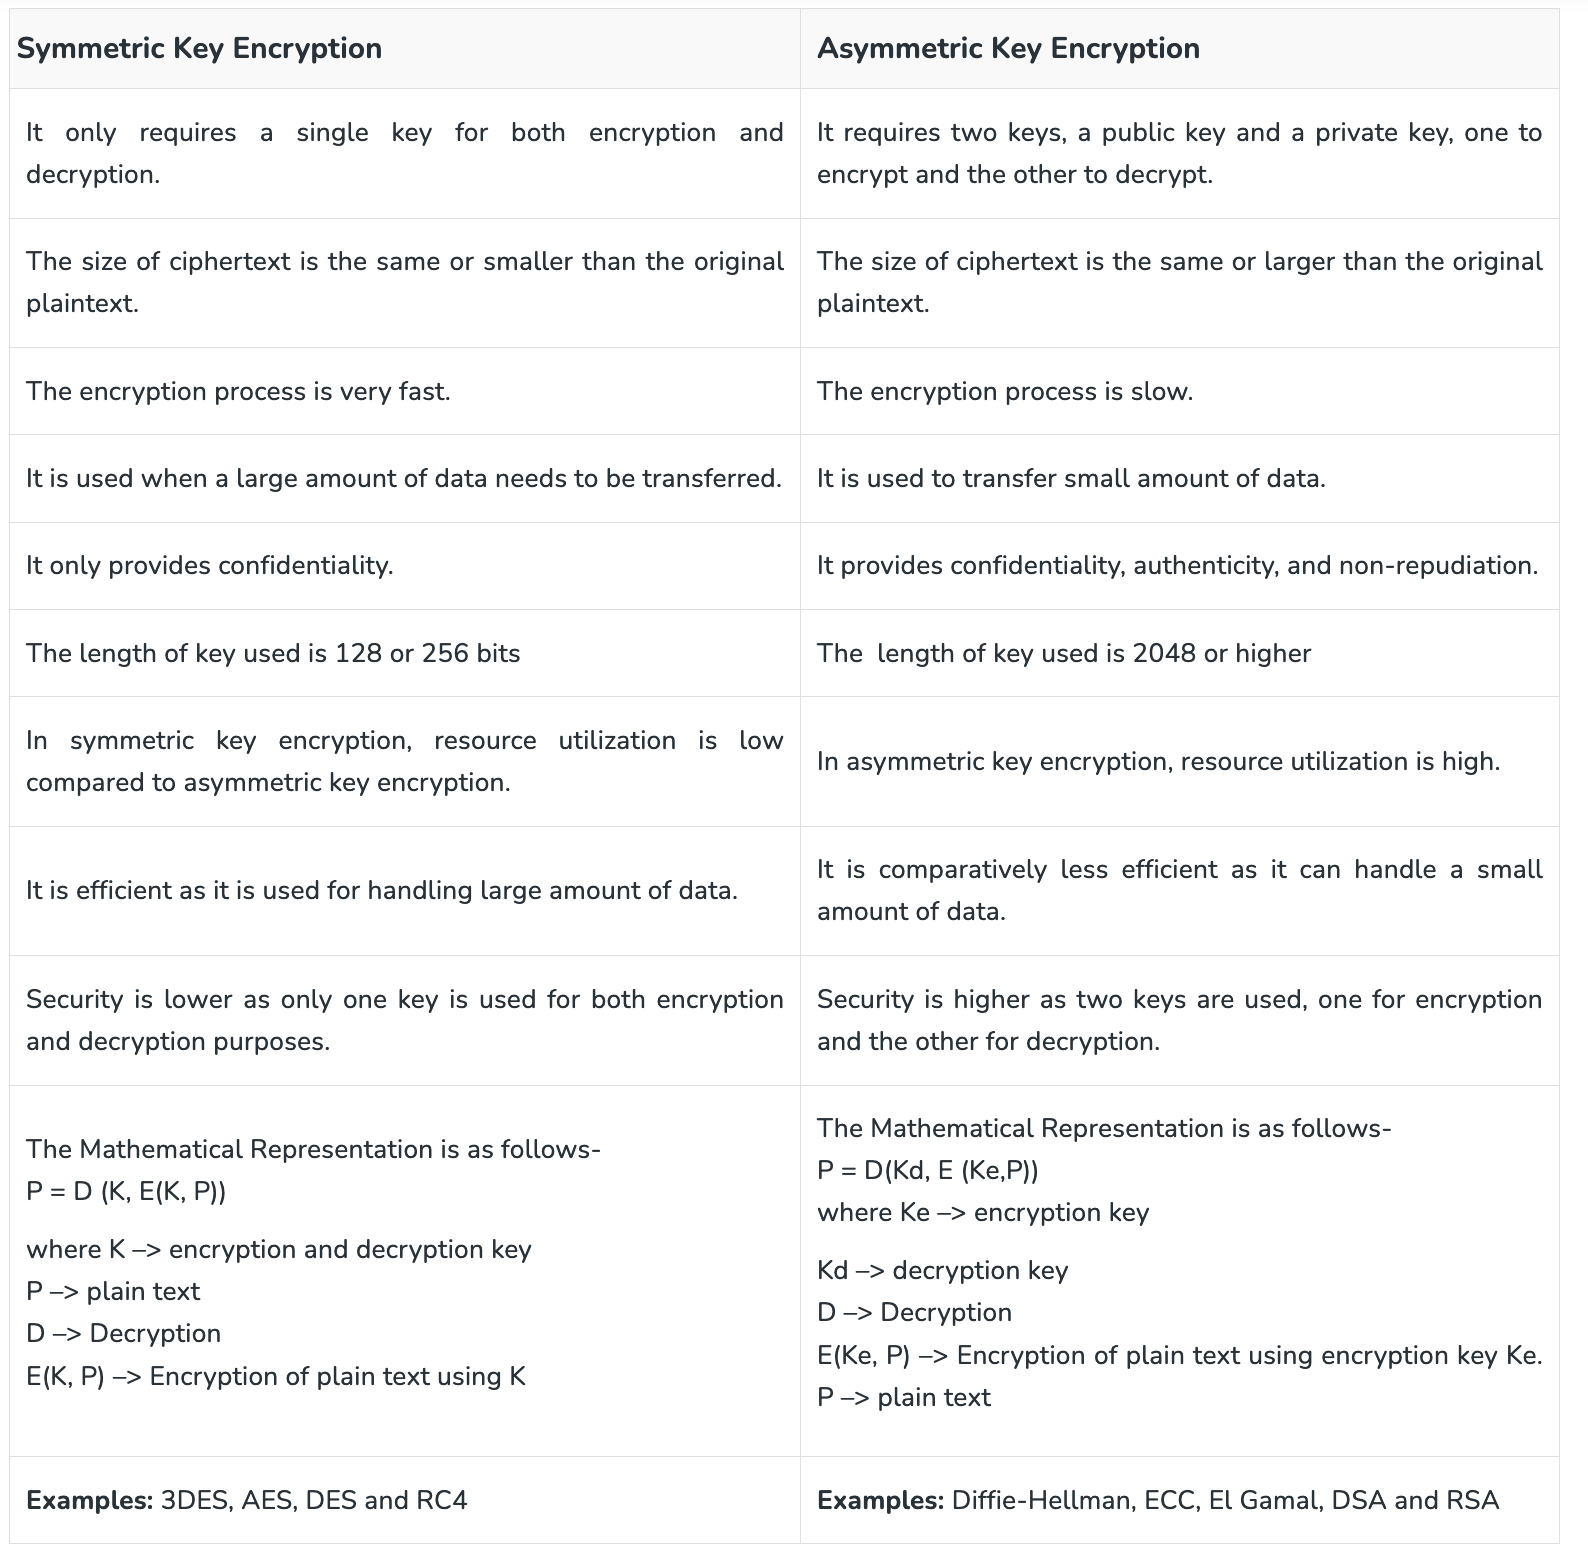 Symmetric Key Encryption
Asymmetric Key Encryption
It only requires a single key for both encryption and
decryption.
It requires two keys, a public key and a private key, one to
encrypt and the other to decrypt.
The size of ciphertext is the same or smaller than the original
plaintext.
The size of ciphertext is the same or larger than the original
plaintext.
The encryption process is very fast.
The encryption process is slow.
It is used when a large amount of data needs to be transferred.
It is used to transfer small amount of data.
It only provides confidentiality.
It provides confidentiality, authenticity, and non-repudiation.
The length of key used is 128 or 256 bits
The  length of key used is 2048 or higher
In symmetric key encryption, resource utilization is low
compared to asymmetric key encryption.
In asymmetric key encryption, resource utilization is high.
It is efficient as it is used for handling large amount of data.
It is comparatively less efficient as it can handle a small
amount of data.
Security is lower as only one key is used for both encryption
and decryption purposes.
Security is higher as two keys are used, one for encryption
and the other for decryption.
The Mathematical Representation is as follows-
P = D (K, E(K, P))
where K –> encryption and decryption key
P –> plain text
D –> Decryption
E(K, P) –> Encryption of plain text using K
The Mathematical Representation is as follows-
P = D(Kd, E (Ke,P))
where Ke –> encryption key
Kd –> decryption key
D –> Decryption
E(Ke, P) –> Encryption of plain text using encryption key Ke.
P –> plain text
Examples: 3DES, AES, DES and RC4
Examples: Diffie-Hellman, ECC, El Gamal, DSA and RSA